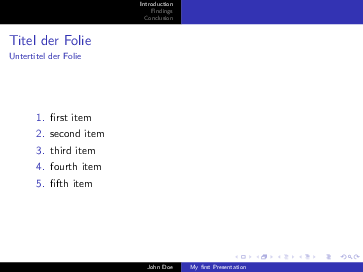 Introduction
Findings
Conclusion
Titel der Folie
Untertitel der Folie
1. first item
2. second item
3. third item
4. fourth item
5. fifth item
John Doe
My first Presentation